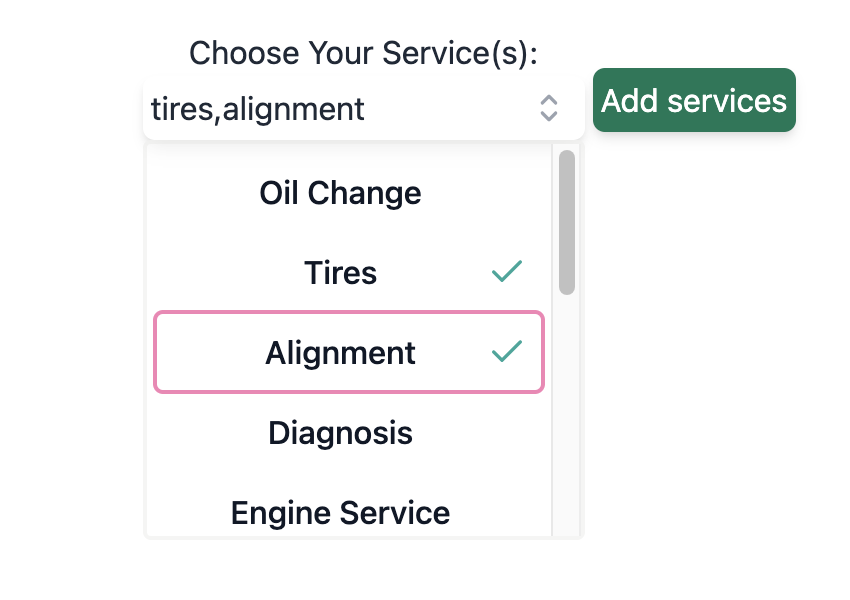 Choose Your Service(s):
tires,alignment
Add services
Oil Change
Tires
Alignment
Diagnosis
Engine Service